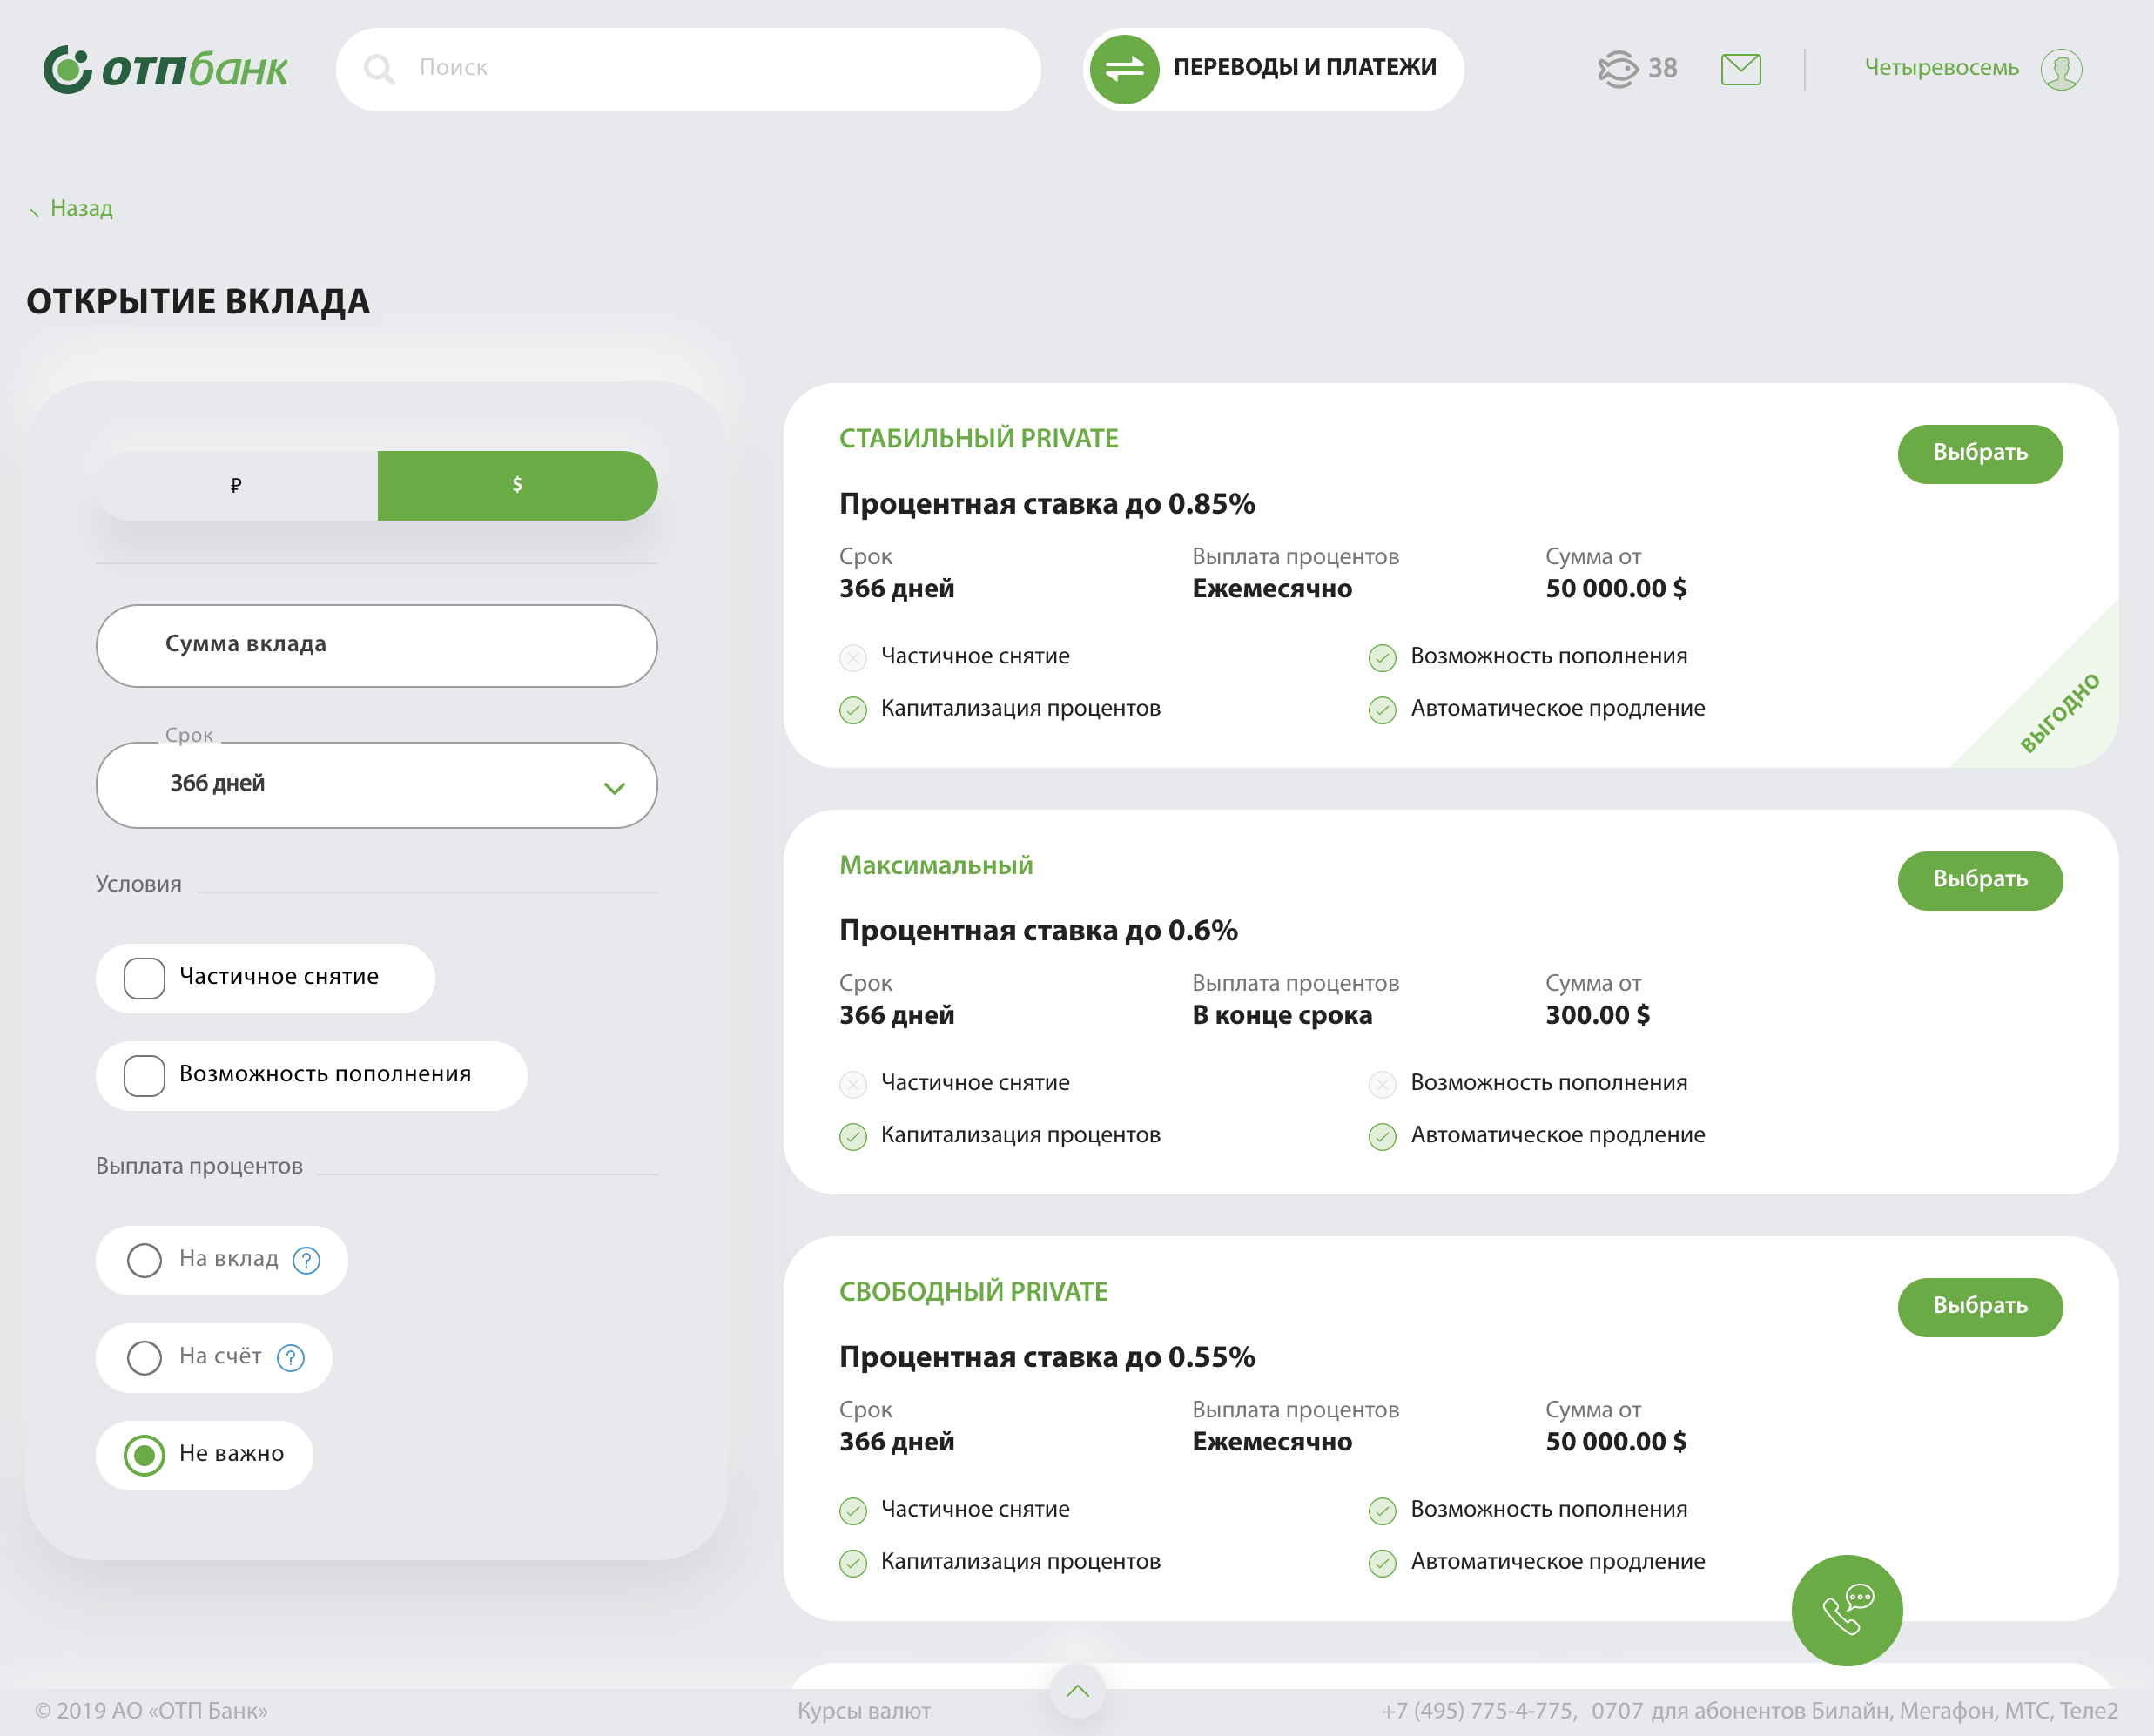 отпбанк
Поиск
ПЕРЕВОДЫ И ПЛАТЕЖИ
38
Четыревосемь
Назад
ОТКРЫТИЕ ВКЛАДА
₽
$
Сумма вклада
Срок
366 дней
Условия
Частичное снятие
Возможность пополнения
Выплата процентов
На вклад ?
На счёт ?
Не важно
СТАБИЛЬНЫЙ PRIVATE
Выбрать
Процентная ставка до 0.85%
Срок Выплата процентов Сумма от
366 дней Ежемесячно 50 000.00 $
Частичное снятие Возможность пополнения
Капитализация процентов Автоматическое продление
ВЫГОДНО
Максимальный
Выбрать
Процентная ставка до 0.6%
Срок Выплата процентов Сумма от
366 дней В конце срока 300.00 $
Частичное снятие Возможность пополнения
Капитализация процентов Автоматическое продление
СВОБОДНЫЙ PRIVATE
Выбрать
Процентная ставка до 0.55%
Срок Выплата процентов Сумма от
366 дней Ежемесячно 50 000.00 $
Частичное снятие Возможность пополнения
Капитализация процентов Автоматическое продление
© 2019 АО «ОТП Банк» Курсы валют +7 (495) 775-4-775, 0707 для абонентов Билайн, Мегафон, МТС, Теле2